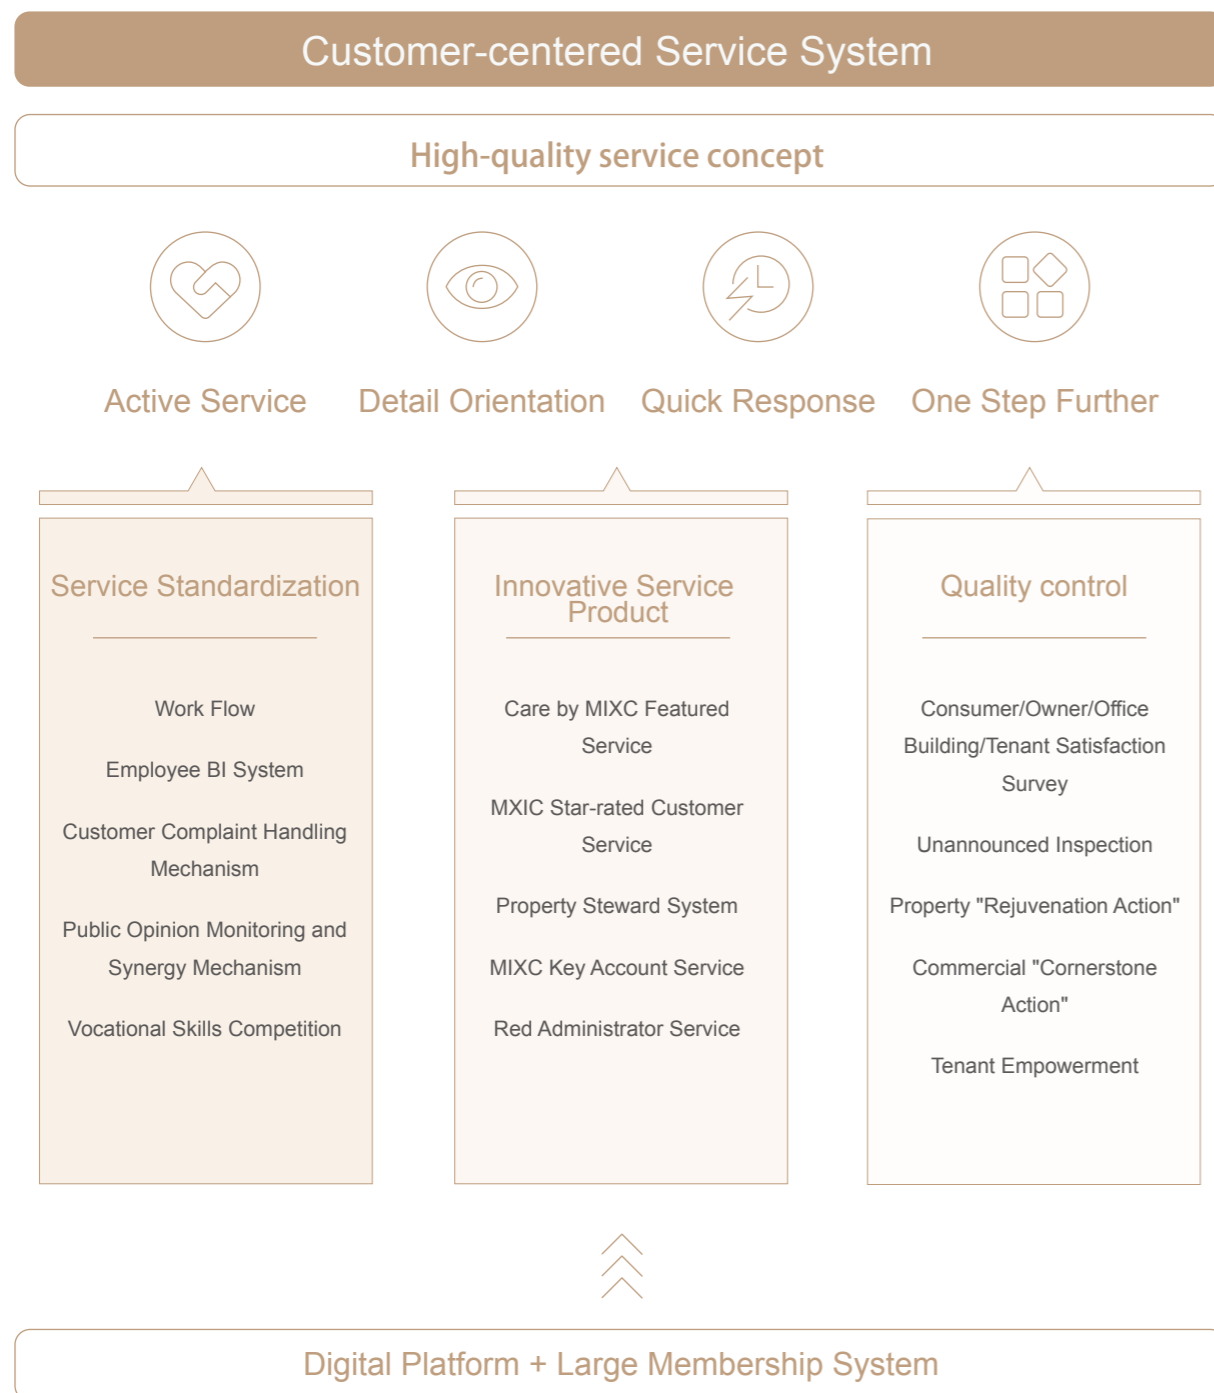 Customer-centered Service System
High-quality service concept
Active Service
Detail Orientation
Quick Response
One Step Further
Service Standardization
Work Flow
Employee BI System
Customer Complaint Handling
Mechanism
Public Opinion Monitoring and
Synergy Mechanism
Vocational Skills Competition
Innovative Service
Product
Care by MIXC Featured
Service
MXIC Star-rated Customer
Service
Property Steward System
MIXC Key Account Service
Red Administrator Service
Quality control
Consumer/Owner/Office
Building/Tenant Satisfaction
Survey
Unannounced Inspection
Property "Rejuvenation Action"
Commercial "Cornerstone
Action"
Tenant Empowerment
Digital Platform + Large Membership System